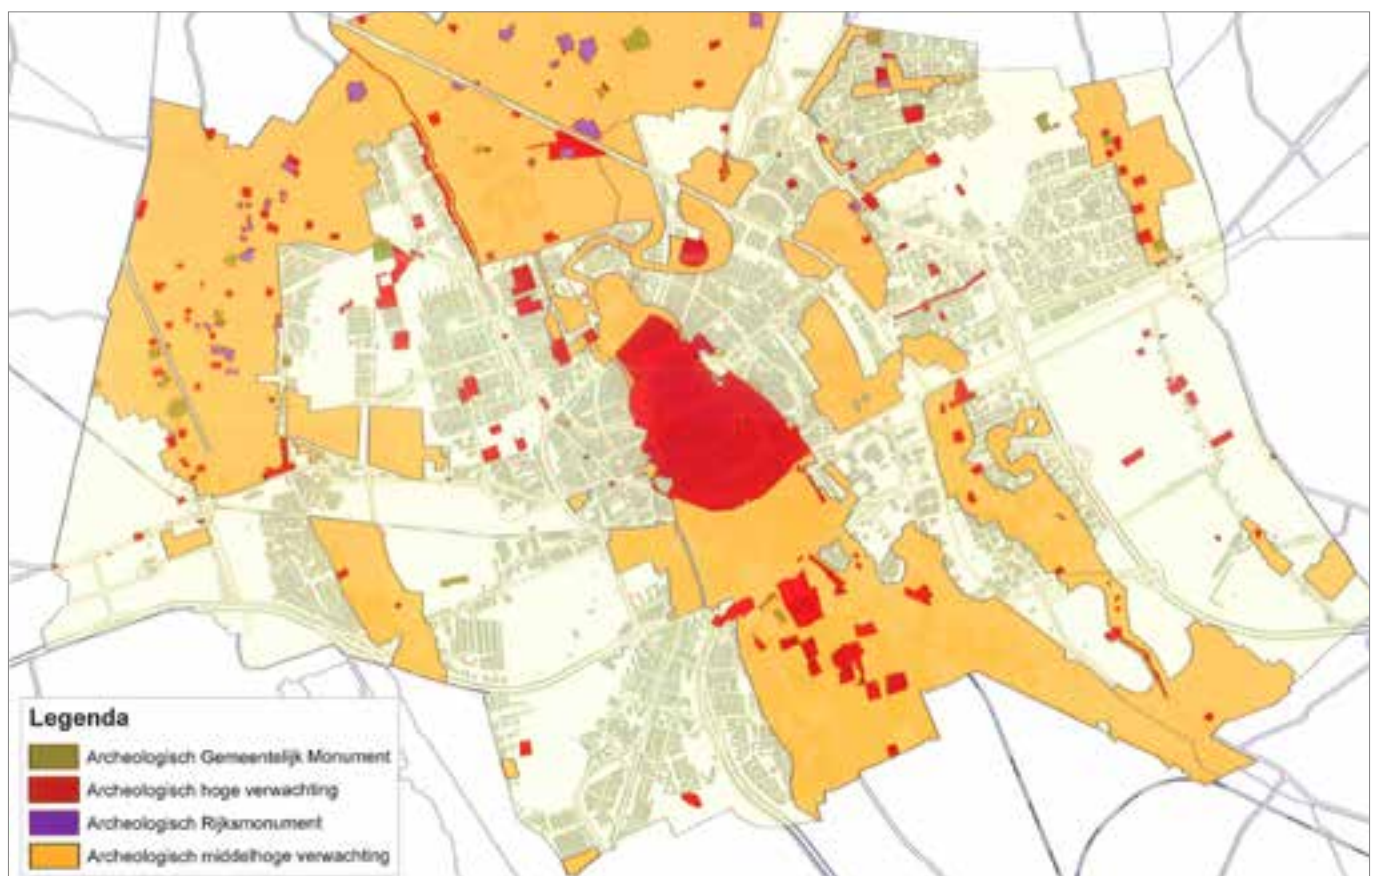 Legenda
Archeologisch Gemeentelijk Monument
Archeologisch hoge verwachting
Archeologisch Rijksmonument
Archeologisch middelhoge verwachting